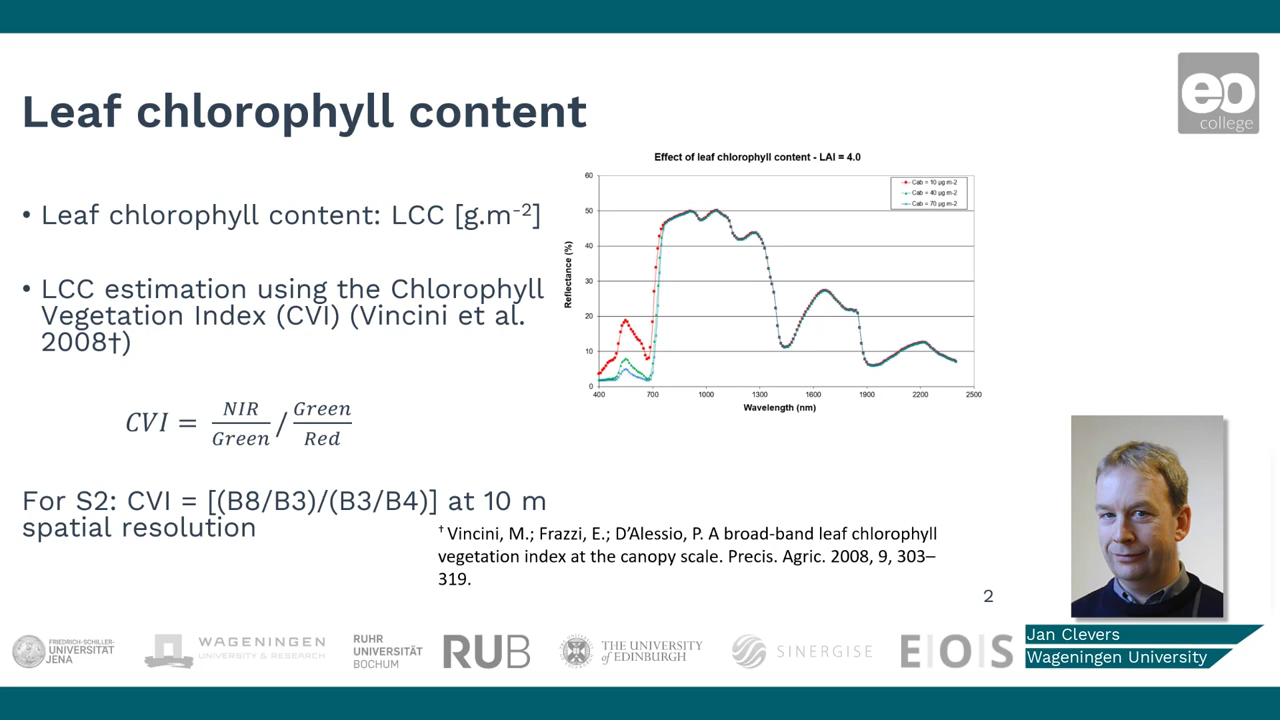 eo
college
Leaf chlorophyll content
• Leaf chlorophyll content: LCC [g.m-2]
• LCC estimation using the Chlorophyll
Vegetation Index (CVI) (Vincini et al.
2008†)
CVI = NIR/Green / Green/Red
For S2: CVI = [(B8/B3)/(B3/B4)] at 10 m
spatial resolution
Effect of leaf chlorophyll content - LAI = 4.0
Reflectance (%)
60
50
40
30
20
10
0
400 700 1000 1300 1600 1900 2200 2500
Wavelength (nm)
Cab = 10 µg m-2
Cab = 40 µg m-2
Cab = 70 µg m-2
† Vincini, M.; Frazzi, E.; D’Alessio, P. A broad-band leaf chlorophyll
vegetation index at the canopy scale. Precis. Agric. 2008, 9, 303–
319.
2
Jan Clevers
Wageningen University
FRIEDRICH-SCHILLER-
UNIVERSITÄT
JENA
WAGENINGEN
UNIVERSITY & RESEARCH
RUHR
UNIVERSITÄT
BOCHUM
RUB
THE UNIVERSITY
of EDINBURGH
SINERGISE
E|O|S